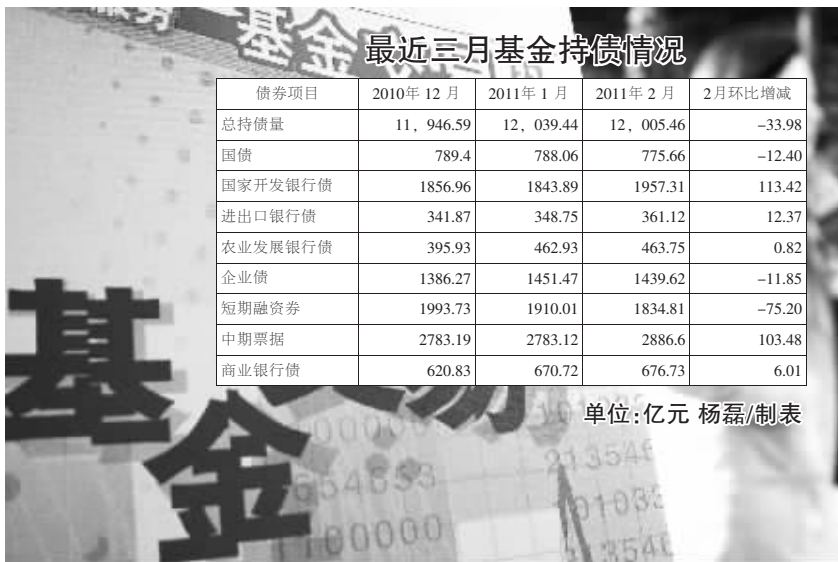 基金
最近三月基金持债情况
债券项目 2010年 12 月 2011年 1 月 2011年 2 月 2月环比增减
总持债量 11，946.59 12，039.44 12，005.46 -33.98
国债 789.4 788.06 775.66 -12.40
国家开发银行债 1856.96 1843.89 1957.31 113.42
进出口银行债 341.87 348.75 361.12 12.37
农业发展银行债 395.93 462.93 463.75 0.82
企业债 1386.27 1451.47 1439.62 -11.85
短期融资券 1993.73 1910.01 1834.81 -75.20
中期票据 2783.19 2783.12 2886.6 103.48
商业银行债 620.83 670.72 676.73 6.01
单位:亿元 杨磊/制表
基
金